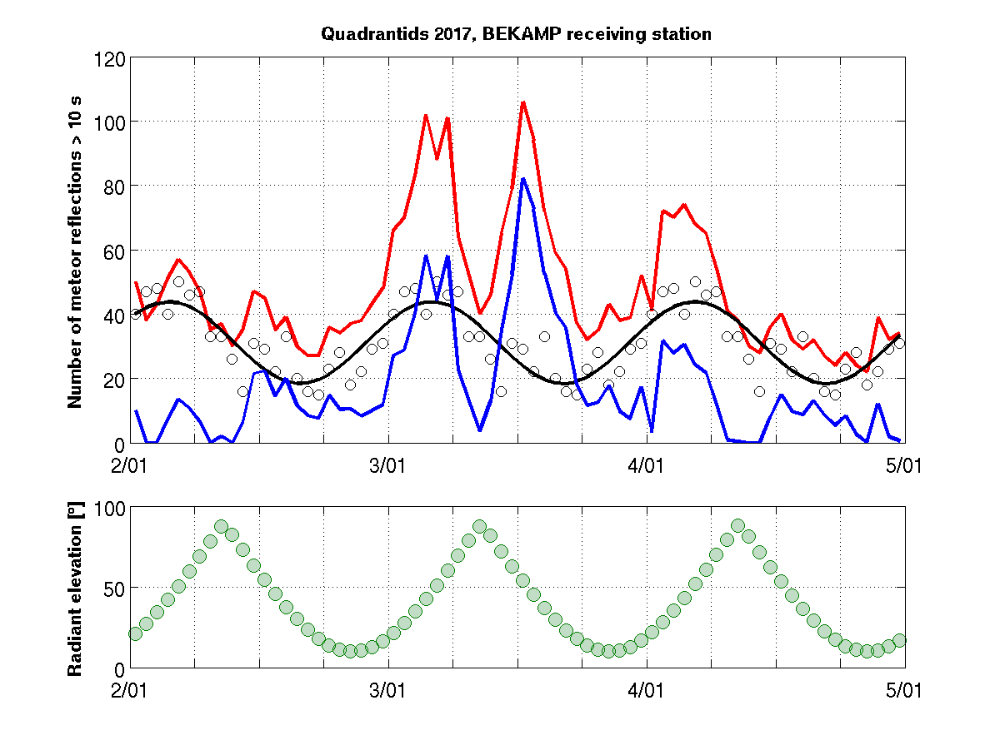 Quadrantids 2017, BEKAMP receiving station
Number of meteor reflections > 10 s
120
100
80
60
40
20
0
2/01 3/01 4/01 5/01
Radiant elevation [º]
100
50
0
2/01 3/01 4/01 5/01